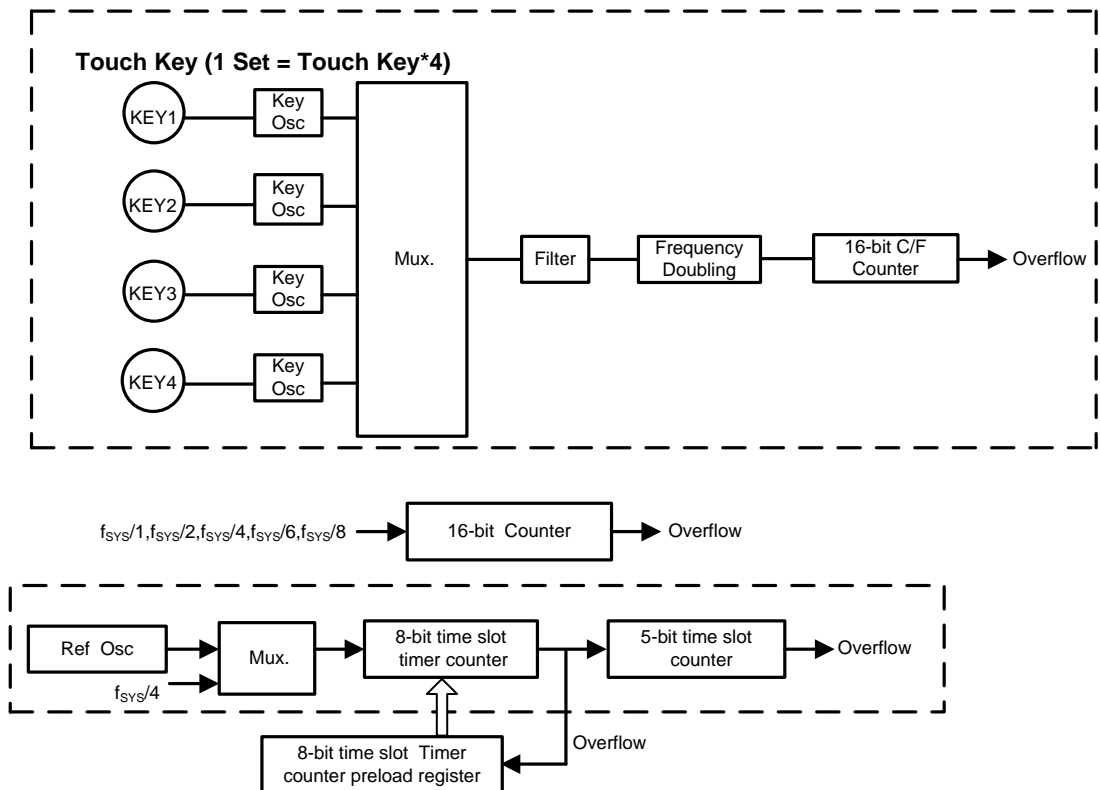 Touch Key (1 Set = Touch Key*4)
KEY1
Key
Osc
KEY2
Key
Osc
KEY3
Key
Osc
KEY4
Key
Osc
Mux.
Filter
Frequency
Doubling
16-bit C/F
Counter
Overflow
fSYS/1,fSYS/2,fSYS/4,fSYS/6,fSYS/8
16-bit Counter
Overflow
Ref Osc
fSYS/4
Mux.
8-bit time slot
timer counter
5-bit time slot
counter
Overflow
Overflow
8-bit time slot Timer
counter preload register